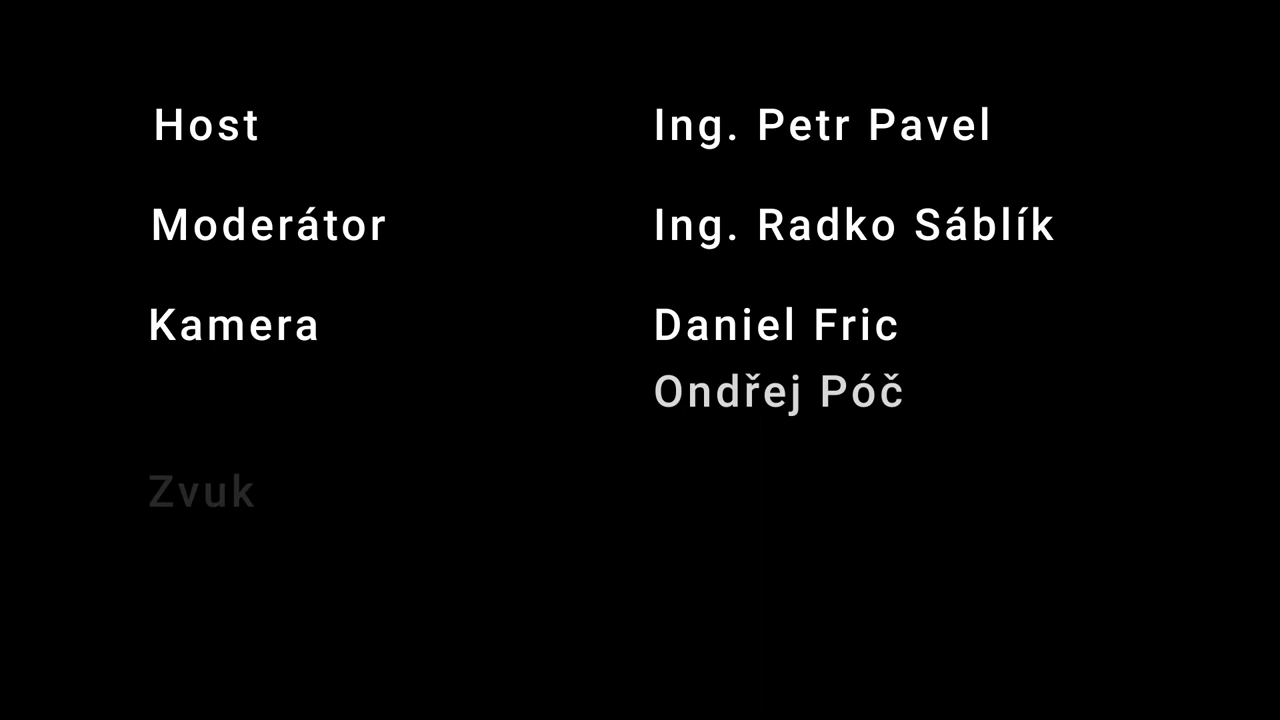 Host Ing. Petr Pavel
Moderátor Ing. Radko Sáblík
Kamera Daniel Fric
Ondřej Póč
Zvuk